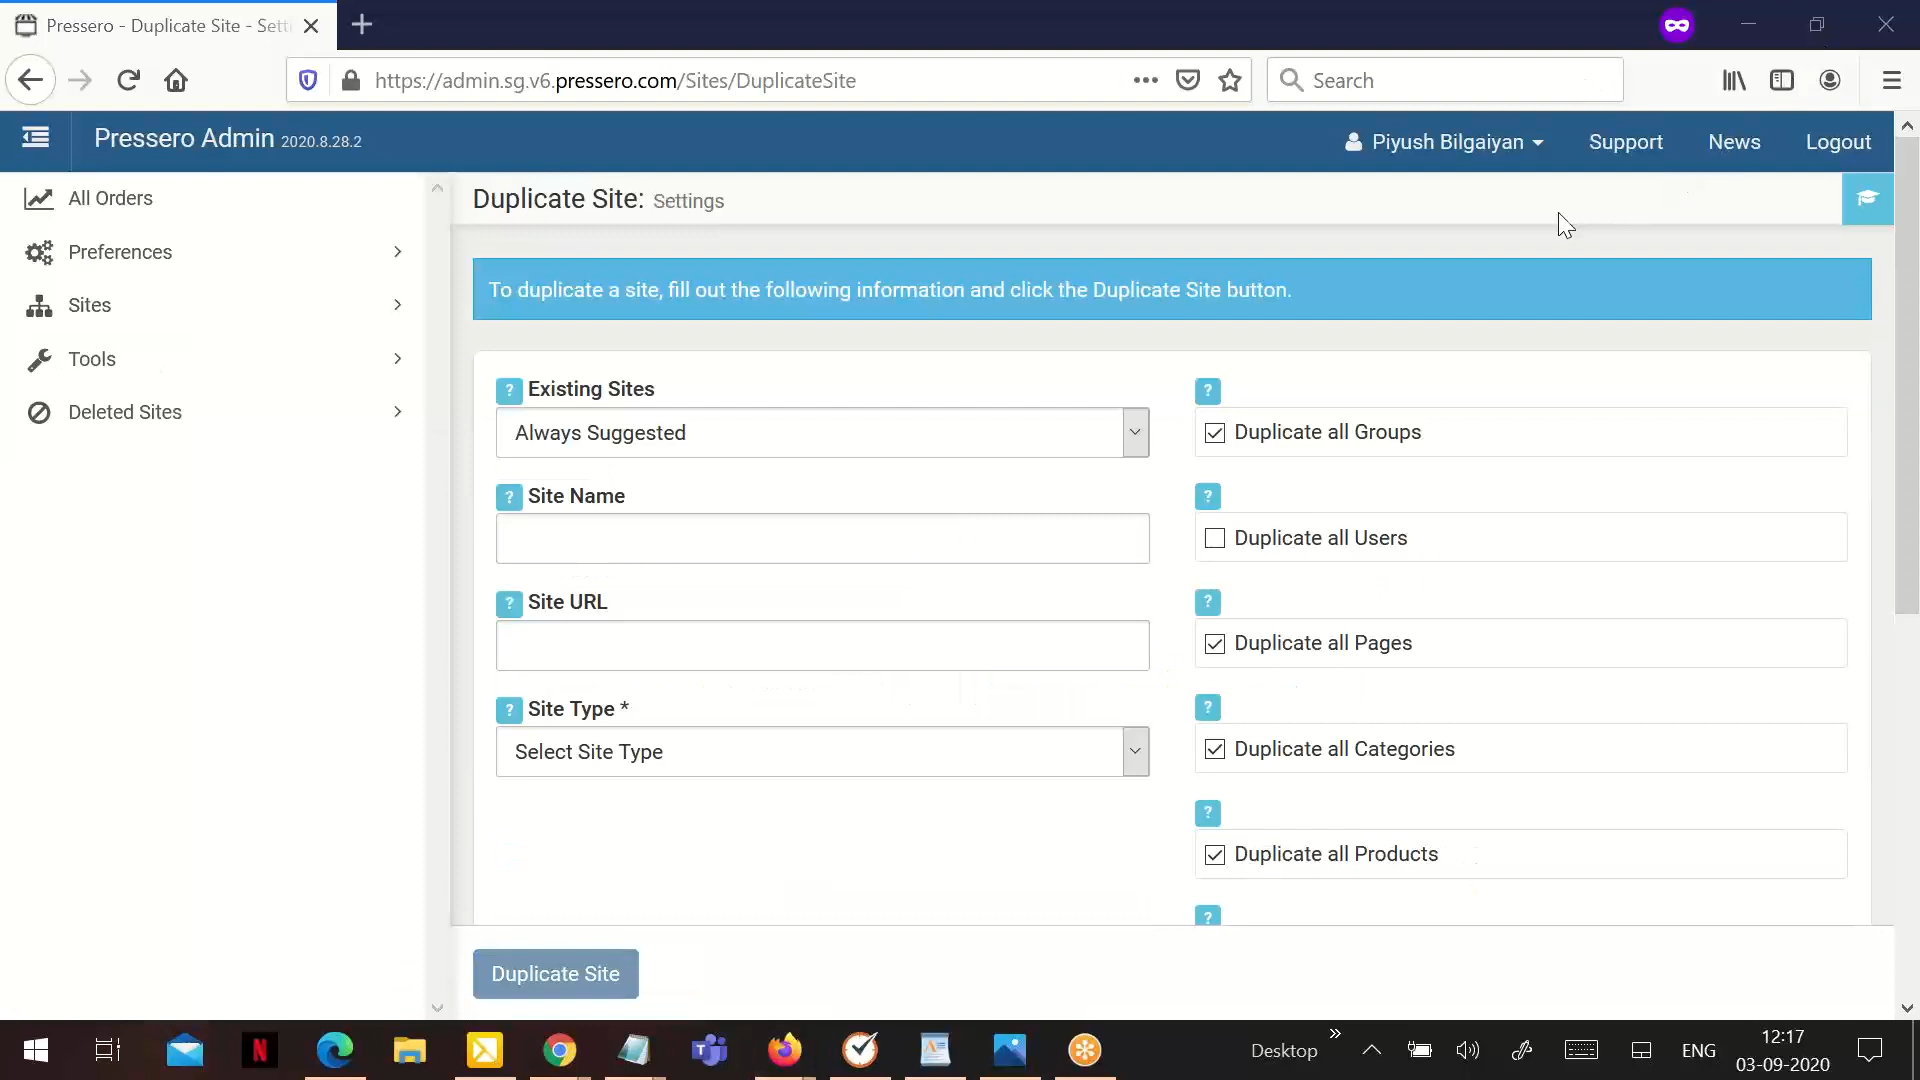 Pressero - Duplicate Site - Sett
https://admin.sg.v6.pressero.com/Sites/DuplicateSite
Search
Pressero Admin 2020.8.28.2
Piyush Bilgaiyan
Support
News
Logout
All Orders
Preferences
Sites
Tools
Deleted Sites
Duplicate Site: Settings
To duplicate a site, fill out the following information and click the Duplicate Site button.
? Existing Sites
Always Suggested
? Site Name
? Site URL
? Site Type *
Select Site Type
?
Duplicate all Groups
?
Duplicate all Users
?
Duplicate all Pages
?
Duplicate all Categories
?
Duplicate all Products
?
Duplicate Site
Desktop
ENG
12:17
03-09-2020